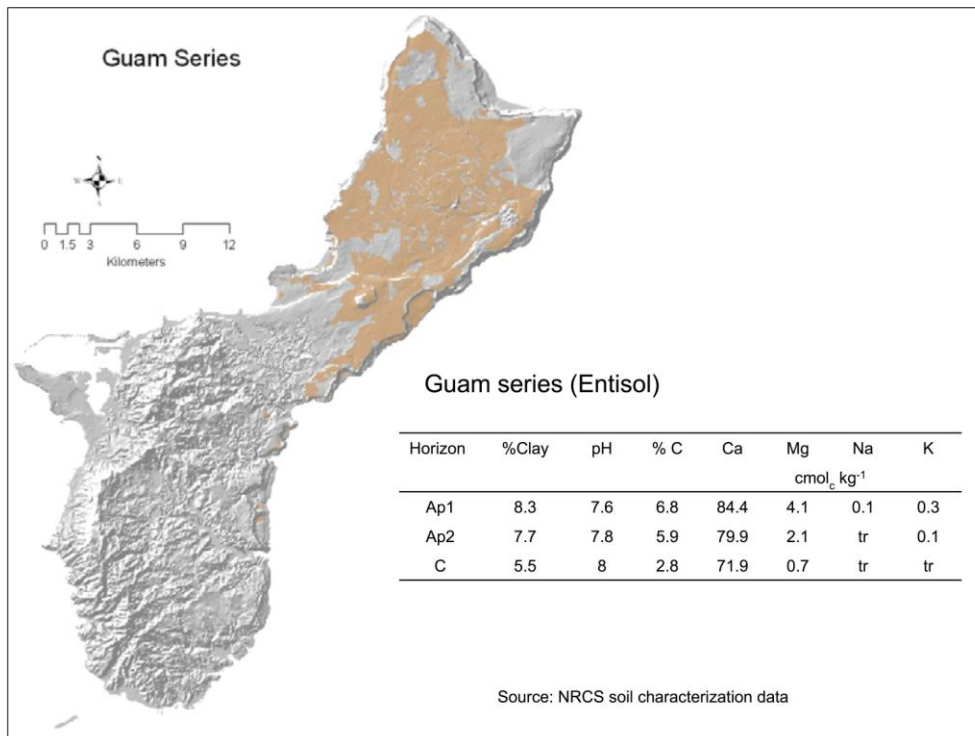 Guam Series
N
W E
S
0 1.5 3 6 9 12
Kilometers
Guam series (Entisol)
Horizon %Clay pH % C Ca Mg Na K
cmolc kg-1
Ap1 8.3 7.6 6.8 84.4 4.1 0.1 0.3
Ap2 7.7 7.8 5.9 79.9 2.1 tr 0.1
C 5.5 8 2.8 71.9 0.7 tr tr
Source: NRCS soil characterization data